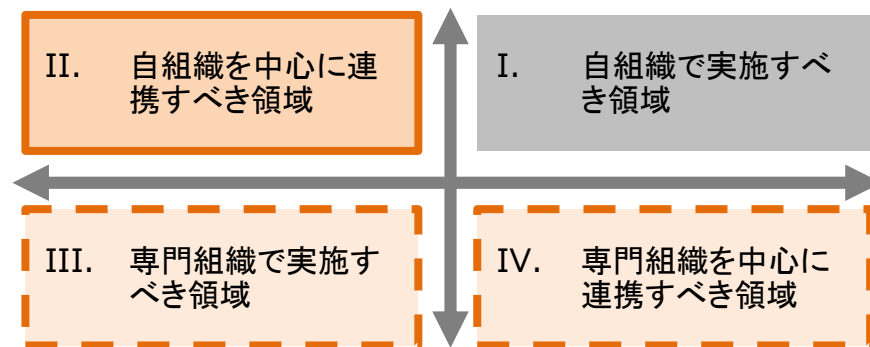 II. 自組織を中心に連
携すべき領域
I. 自組織で実施すべ
き領域
III. 専門組織で実施す
べき領域
IV. 専門組織を中心に
連携すべき領域